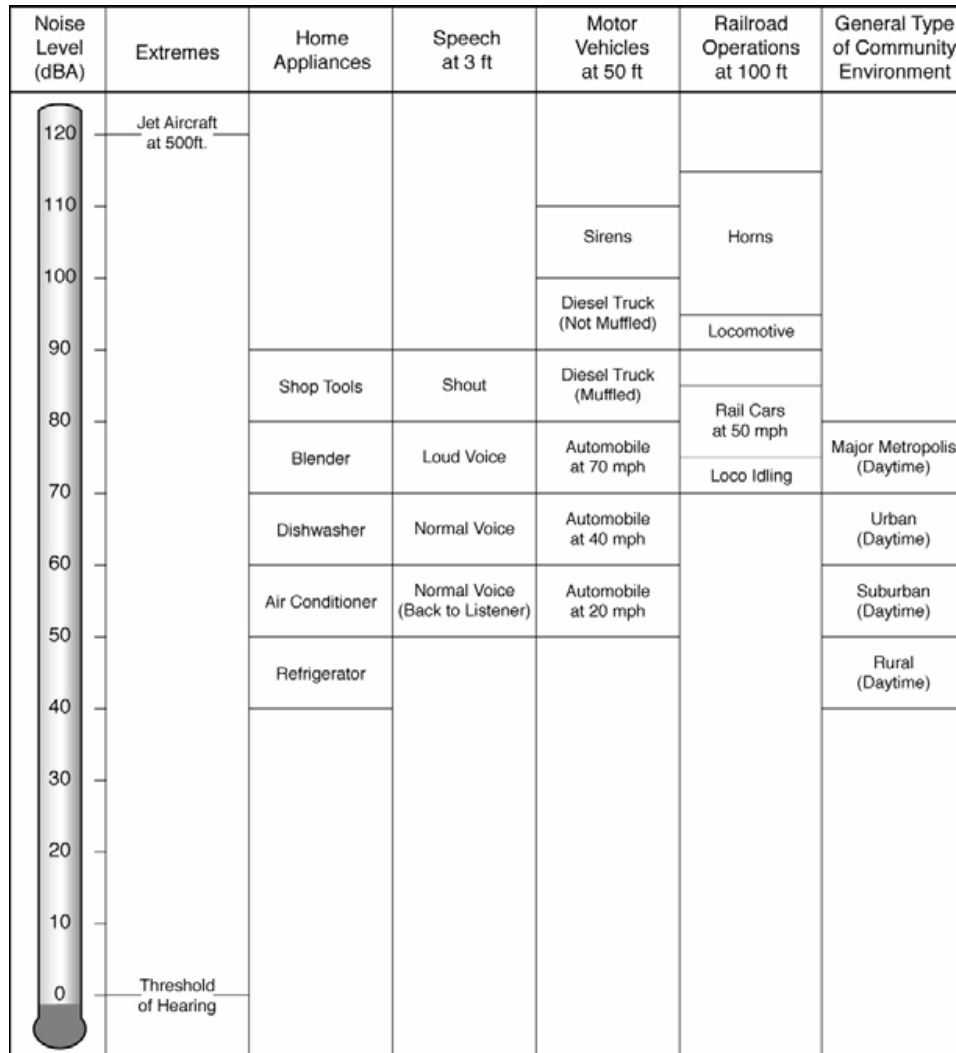 Noise
Level
(dBA)
Extremes
Home
Appliances
Speech
at 3 ft
Motor
Vehicles
at 50 ft
Railroad
Operations
at 100 ft
General Type
of Community
Environment
120
Jet Aircraft
at 500ft.
110
Sirens
Horns
100
Diesel Truck
(Not Muffled)
Locomotive
90
Shop Tools
Shout
Diesel Truck
(Muffled)
Rail Cars
at 50 mph
80
Blender
Loud Voice
Automobile
at 70 mph
Loco Idling
Major Metropolis
(Daytime)
70
Dishwasher
Normal Voice
Automobile
at 40 mph
Urban
(Daytime)
60
Air Conditioner
Normal Voice
(Back to Listener)
Automobile
at 20 mph
Suburban
(Daytime)
50
Refrigerator
Rural
(Daytime)
40
30
20
10
0
Threshold
of Hearing